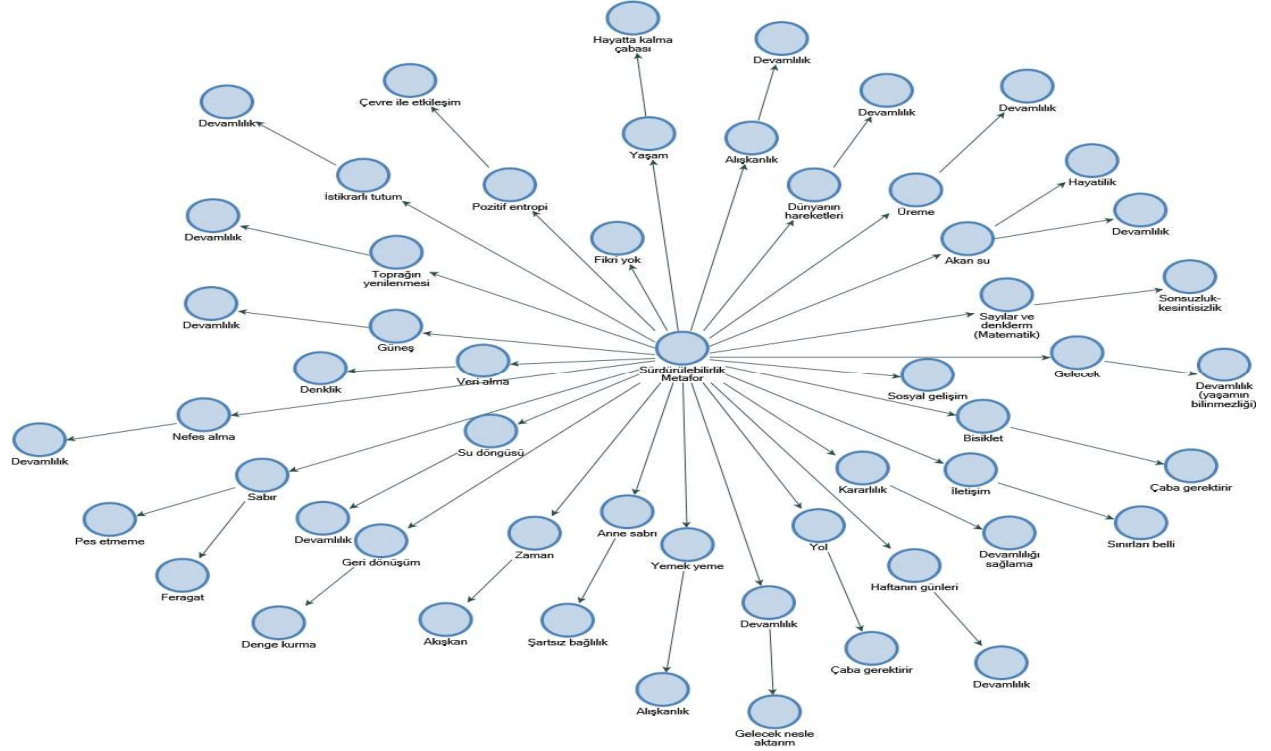 Hayatta kalma
çabası
Devamlılık
Çevre ile etkileşim
Devamlılık
Devamlılık
Devamlılık
Yaşam
Alışkanlık
Hayatilik
İstikrarlı tutum
Pozitif entropi
Dünyanın
hareketleri
Üreme
Devamlılık
Devamlılık
Fikri yok
Akan su
Toprağın
yenilenmesi
Sonsuzluk-
kesintisizlik
Sayılar ve
denklerm
(Matematik)
Devamlılık
Güneş
Sürdürülebilirlik
Metafor
Gelecek
Denklik
Veri alma
Sosyal gelişim
Devamlılık
(yaşamın
bilinmezliği)
Nefes alma
Bisiklet
Devamlılık
Su döngüsü
Sabır
Kararlılık
İletişim
Çaba gerektirir
Pes etmeme
Devamlılık
Geri dönüşüm
Zaman
Anne sabrı
Yemek yeme
Yol
Devamlılığı
sağlama
Sınırları belli
Feragat
Haftanın günleri
Denge kurma
Akışkan
Şartsız bağlılık
Devamlılık
Çaba gerektirir
Devamlılık
Alışkanlık
Gelecek nesle
aktarım